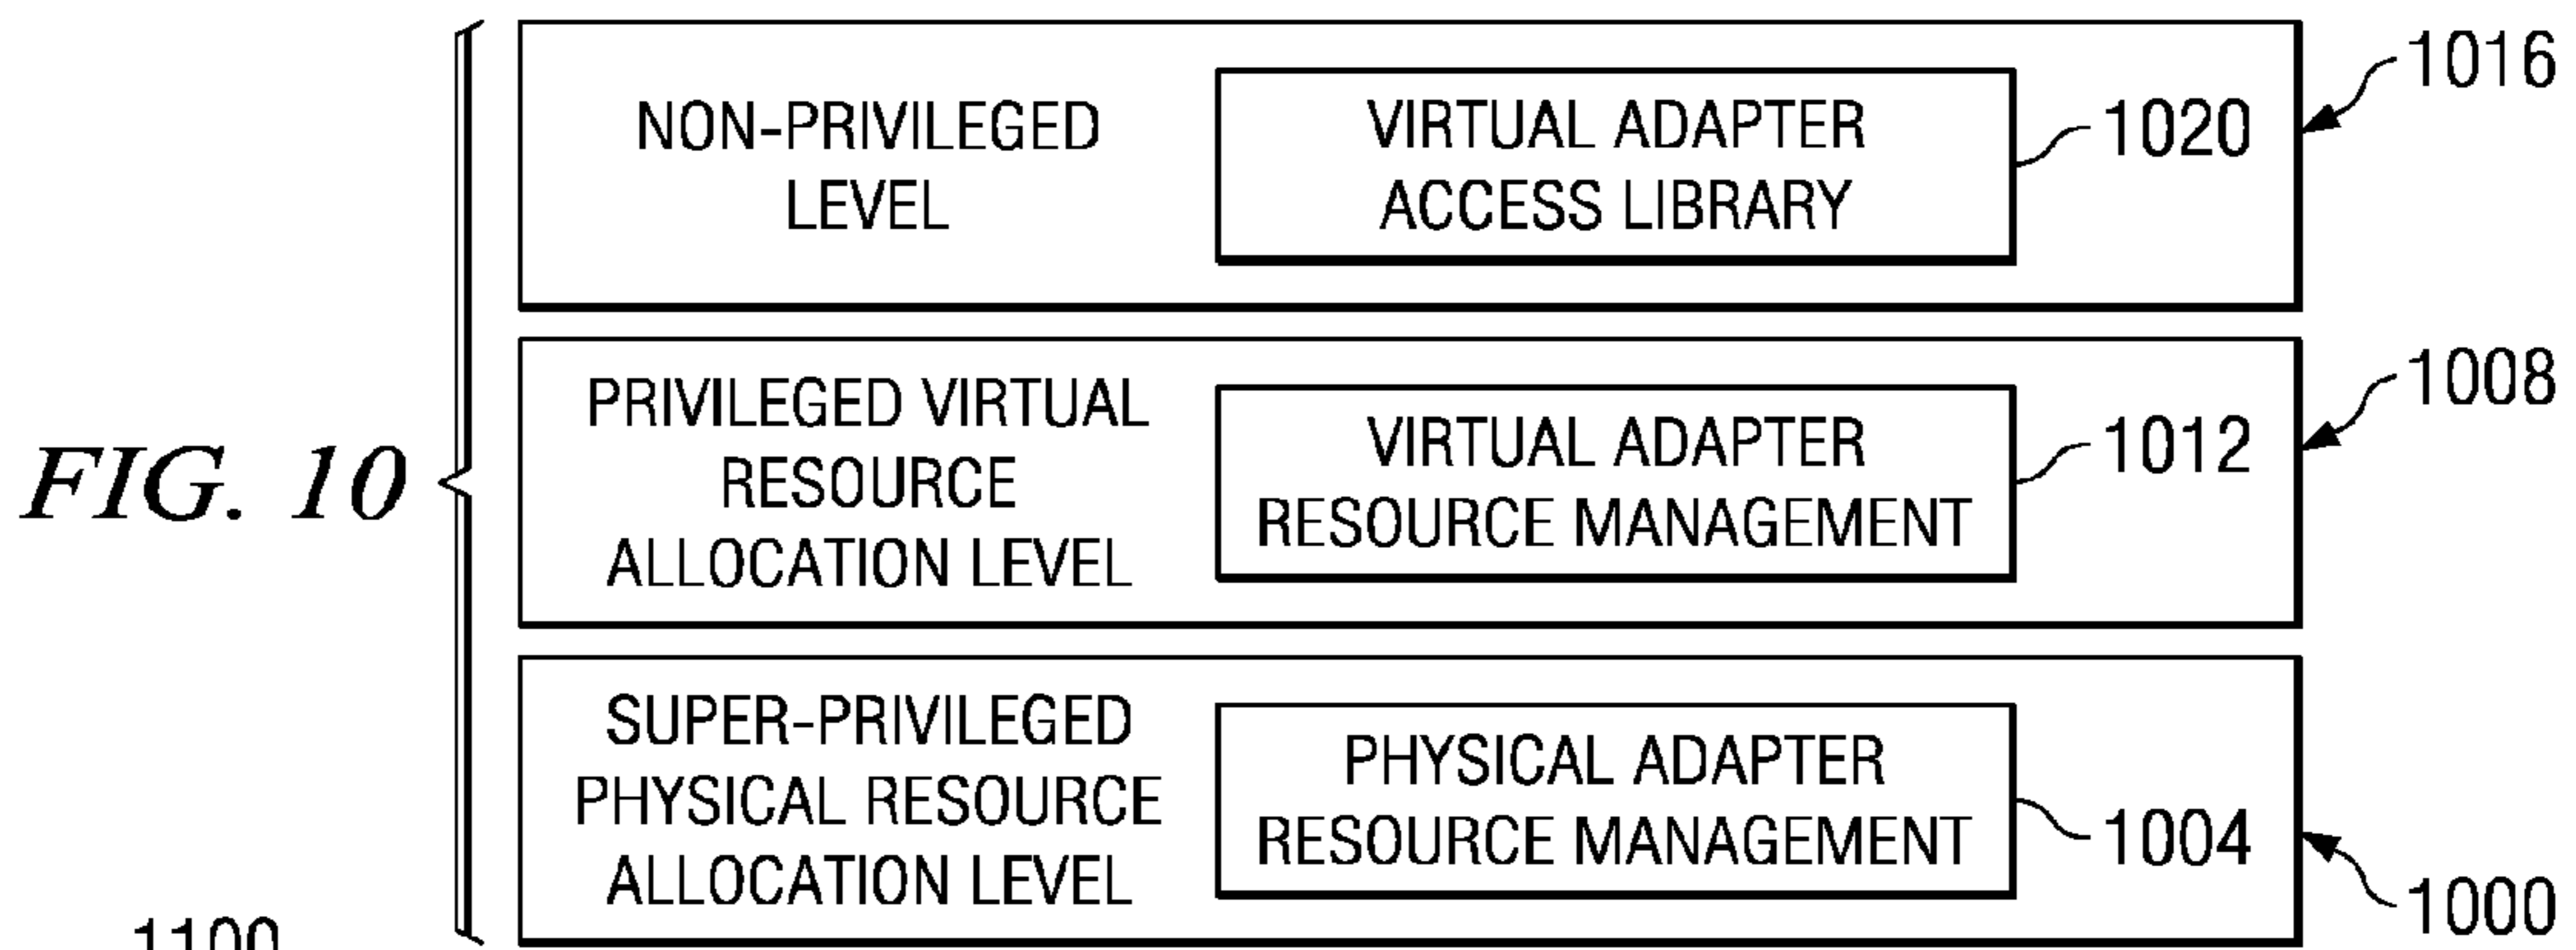 FIG. 10
NON-PRIVILEGED
LEVEL
VIRTUAL ADAPTER
ACCESS LIBRARY
1020
1016
PRIVILEGED VIRTUAL
RESOURCE
ALLOCATION LEVEL
VIRTUAL ADAPTER
RESOURCE MANAGEMENT
1012
1008
SUPER-PRIVILEGED
PHYSICAL RESOURCE
ALLOCATION LEVEL
PHYSICAL ADAPTER
RESOURCE MANAGEMENT
1004
1000
1100